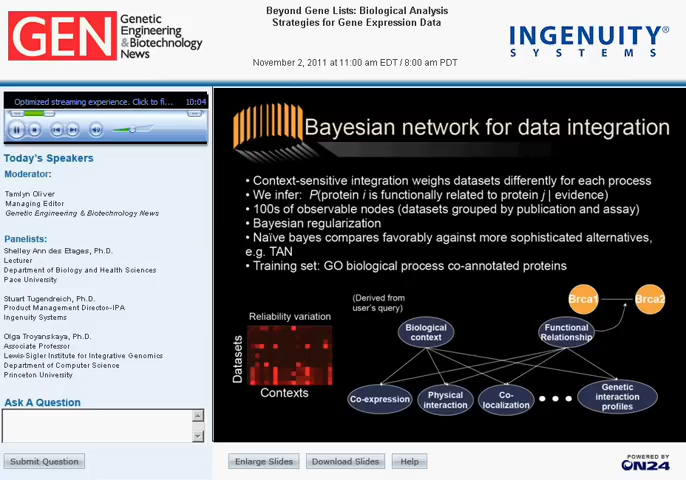 GEN Genetic
Engineering
& Biotechnology
News
Beyond Gene Lists: Biological Analysis
Strategies for Gene Expression Data
November 2, 2011 at 11:00 am EDT / 8:00 am PDT
INGENUITY®
SYSTEMS
Optimized streaming experience. Click to fi... 10:04
Today's Speakers
Moderator:
Tamlyn Oliver
Managing Editor
Genetic Engineering & Biotechnology News
Panelists:
Shelley Ann des Etages, Ph.D.
Lecturer
Department of Biology and Health Sciences
Pace University
Stuart Tugendreich, Ph.D.
Product Management Director–IPA
Ingenuity Systems
Olga Troyanskaya, Ph.D.
Associate Professor
Lewis-Sigler Institute for Integrative Genomics
Department of Computer Science
Princeton University
Ask A Question
Submit Question
Bayesian network for data integration
• Context-sensitive integration weighs datasets differently for each process
• We infer: P(protein i is functionally related to protein j | evidence)
• 100s of observable nodes (datasets grouped by publication and assay)
• Bayesian regularization
• Naïve bayes compares favorably against more sophisticated alternatives,
e.g. TAN
• Training set: GO biological process co-annotated proteins
Reliability variation
Datasets
Contexts
(Derived from
user's query)
Brca1
Brca2
Biological
context
Functional
Relationship
Co-expression
Physical
interaction
Co-
localization
Genetic
interaction
profiles
Enlarge Slides
Download Slides
Help
POWERED BY
ON24